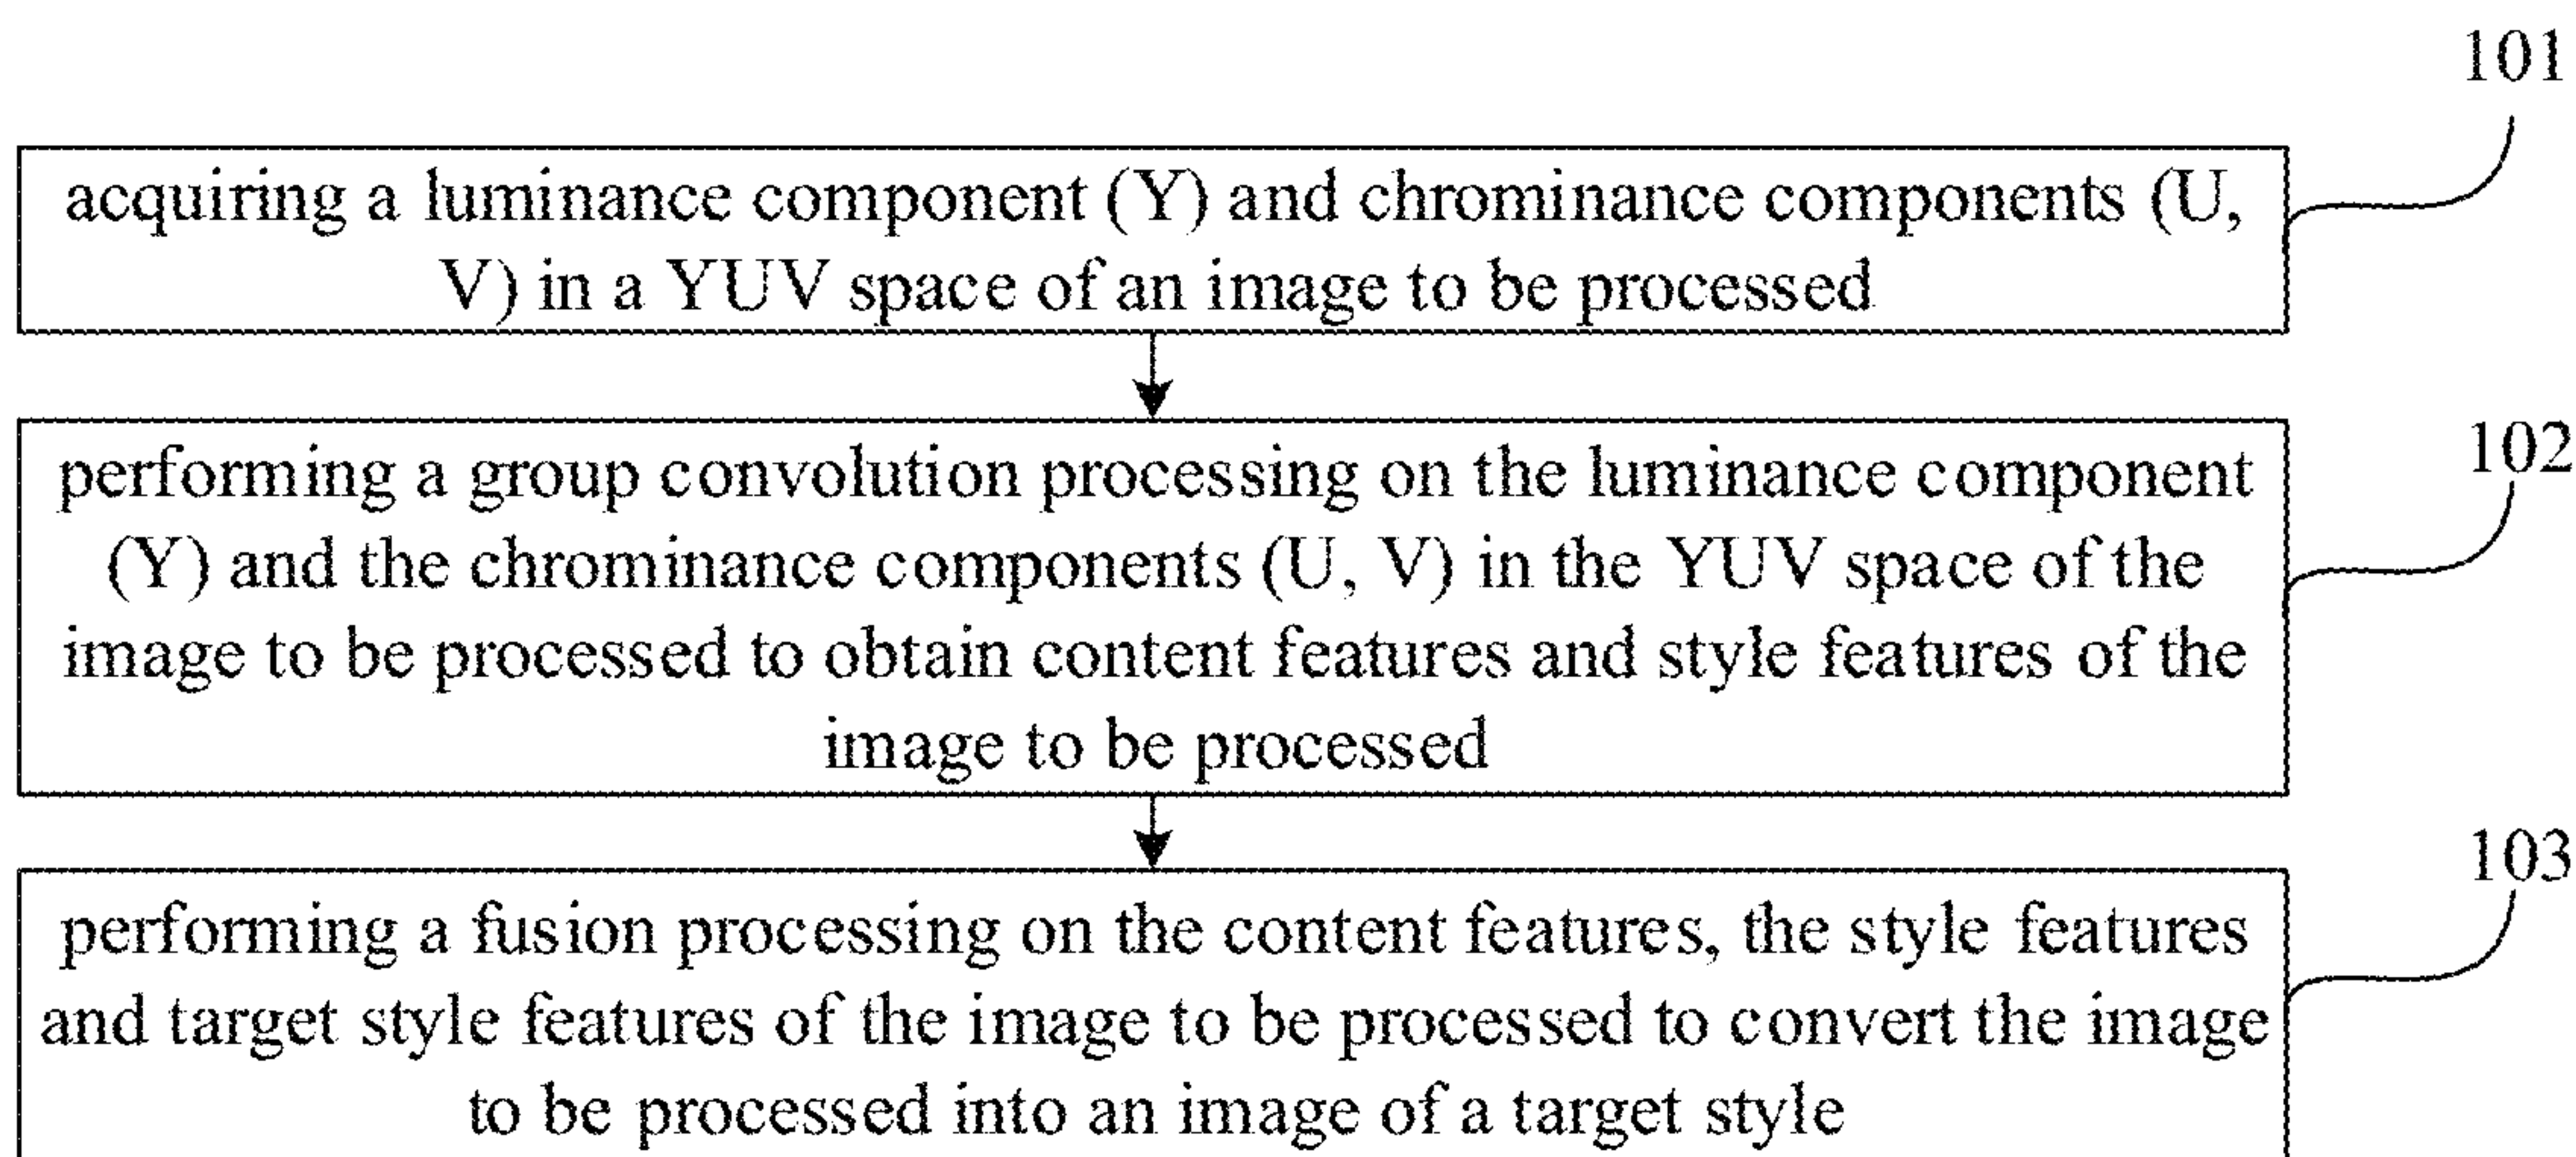 101
acquiring a luminance component (Y) and chrominance components (U,
V) in a YUV space of an image to be processed
102
performing a group convolution processing on the luminance component
(Y) and the chrominance components (U, V) in the YUV space of the
image to be processed to obtain content features and style features of the
image to be processed
103
performing a fusion processing on the content features, the style features
and target style features of the image to be processed to convert the image
to be processed into an image of a target style